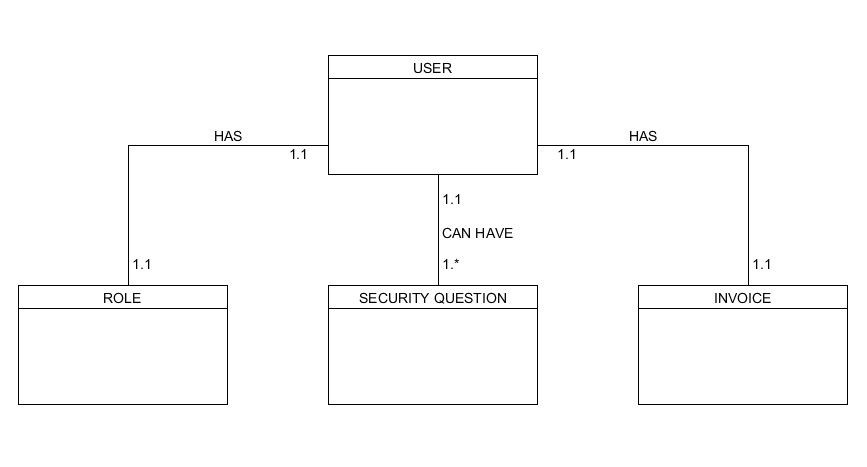 USER
HAS
HAS
1.1
1.1
1.1
CAN HAVE
1.1
1.*
1.1
ROLE
SECURITY QUESTION
INVOICE